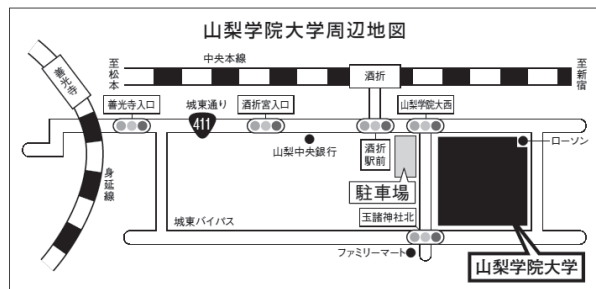 山梨学院大学周辺地図
至松本
中央本線
酒折
至新宿
善光寺
善光寺入口
城東通り
酒折宮入口
山梨学院大西
411
山梨中央銀行
酒折駅前
ローソン
駐車場
身延線
玉諸神社北
城東バイパス
ファミリーマート
山梨学院大学